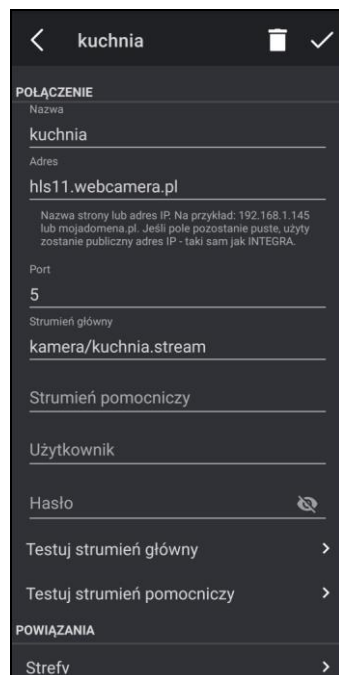 kuchnia
POŁĄCZENIE
Nazwa
kuchnia
Adres
hls11.webcamera.pl
Nazwa strony lub adres IP. Na przykład: 192.168.1.145
lub mojadomena.pl. Jeśli pole pozostanie puste, użyty
zostanie publiczny adres IP - taki sam jak INTEGRA.
Port
5
Strumień główny
kamera/kuchnia.stream
Strumień pomocniczy
Użytkownik
Hasło
Testuj strumień główny
Testuj strumień pomocniczy
POWIĄZANIA
Strefy